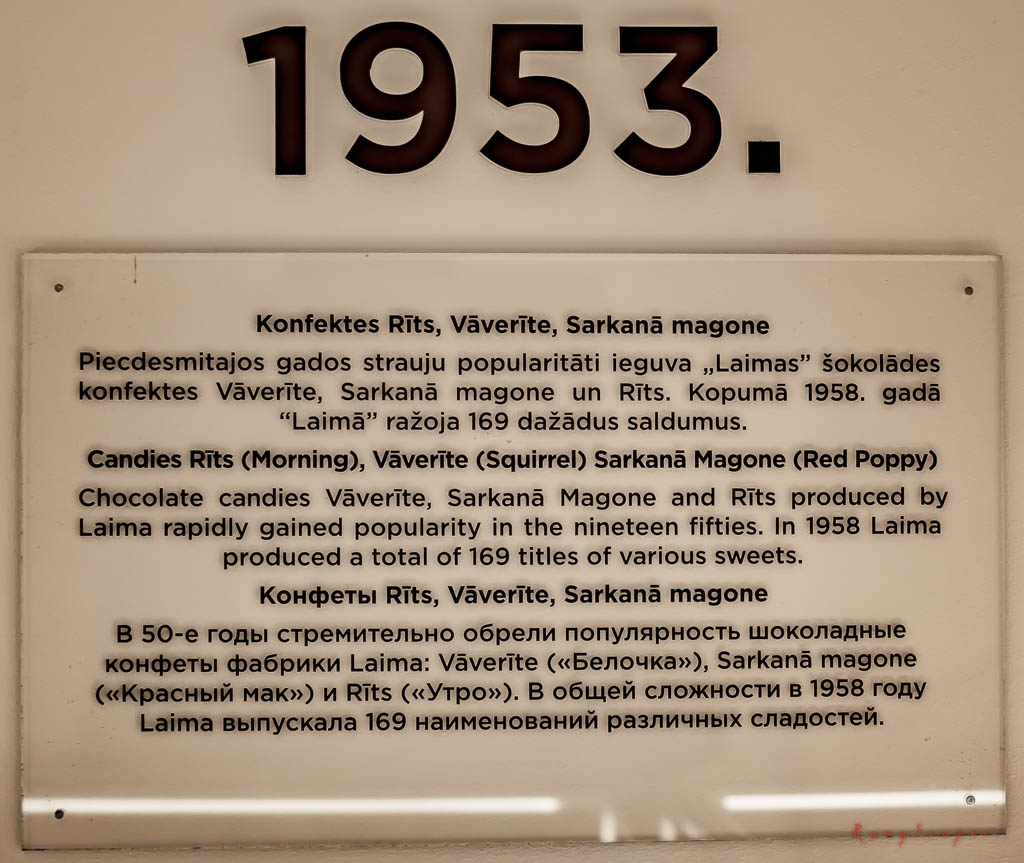 1953.
Konfektes Rīts, Vāverīte, Sarkanā magone
Piecdesmitajos gados strauju popularitāti ieguva „Laimas” šokolādes
konfektes Vāverīte, Sarkanā magone un Rīts. Kopumā 1958. gadā
“Laimā” ražoja 169 dažādus saldumus.
Candies Rīts (Morning), Vāverīte (Squirrel) Sarkanā Magone (Red Poppy)
Chocolate candies Vāverīte, Sarkanā Magone and Rīts produced by
Laima rapidly gained popularity in the nineteen fifties. In 1958 Laima
produced a total of 169 titles of various sweets.
Конфеты Rīts, Vāverīte, Sarkanā magone
В 50-е годы стремительно обрели популярность шоколадные
конфеты фабрики Laima: Vāverīte («Белочка»), Sarkanā magone
(«Красный мак») и Rīts («Утро»). В общей сложности в 1958 году
Laima выпускала 169 наименований различных сладостей.